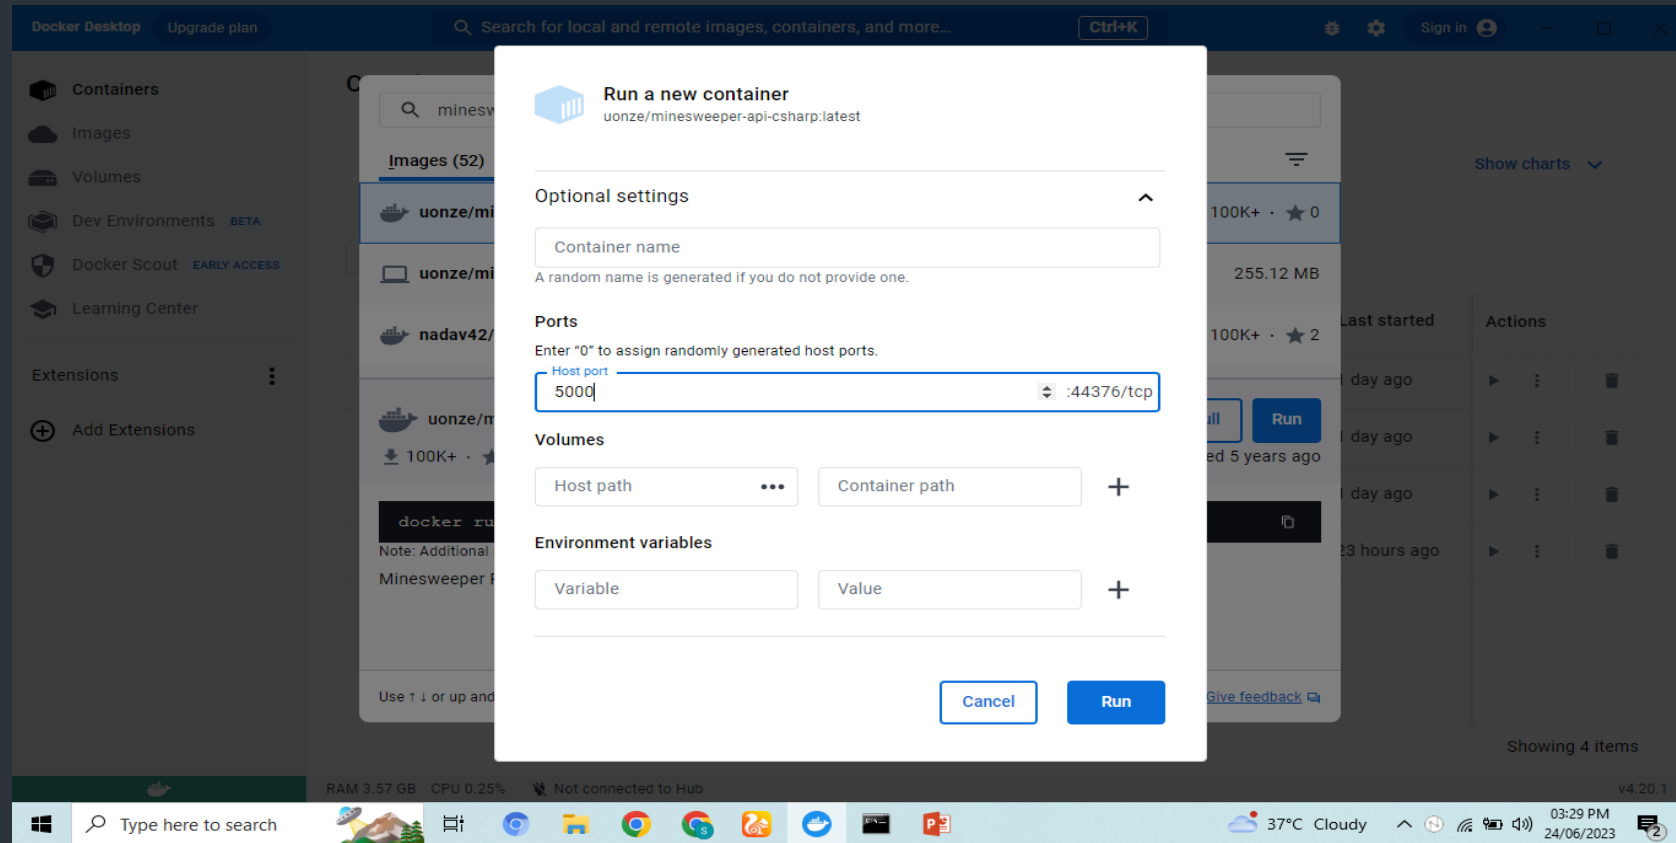 Docker Desktop
Upgrade plan
Search for local and remote images, containers, and more...
Ctrl+K
Sign in
Containers
Images
Volumes
Dev Environments BETA
Docker Scout EARLY ACCESS
Learning Center
Extensions
Add Extensions
C
minesw
Images (52)
uonze/mi
100K+ · 0
uonze/mi
255.12 MB
nadav42/
100K+ · 2
uonze/m
ull
Run
100K+ ·
ed 5 years ago
docker ru
Note: Additional
Minesweeper
Use ↑ ↓ or up and
Give feedback
Run a new container
uonze/minesweeper-api-csharp:latest
Optional settings
Container name
A random name is generated if you do not provide one.
Ports
Enter “0” to assign randomly generated host ports.
Host port
5000
:44376/tcp
Volumes
Host path
Container path
Environment variables
Variable
Value
Cancel
Run
Show charts
Last started
Actions
day ago
day ago
day ago
23 hours ago
Showing 4 items
RAM 3.57 GB CPU 0.25% Not connected to Hub
v4.20.1
Type here to search
37°C Cloudy
03:29 PM
24/06/2023
2